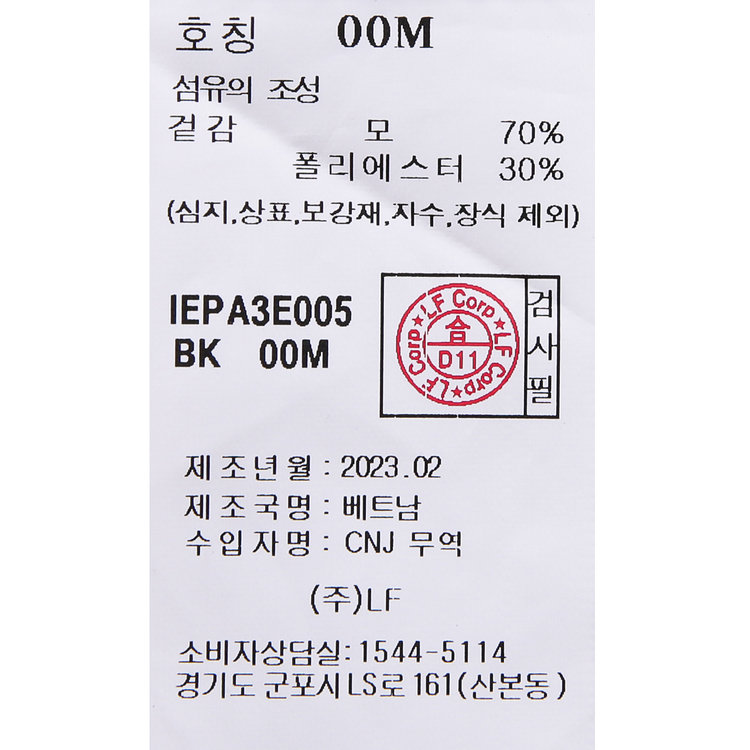 호칭 00M
섬유의 조성
겉감 모 70%
폴리에스터 30%
(심지,상표,보강재,자수,장식 제외)
IEPA3E005
BK 00M
LF Corp★LF Corp★LF Corp★
合
D11
검사필
제조년월 : 2023.02
제조국명 : 베트남
수입자명 : CNJ 무역
(주)LF
소비자상담실:1544-5114
경기도 군포시 LS로 161(산본동)